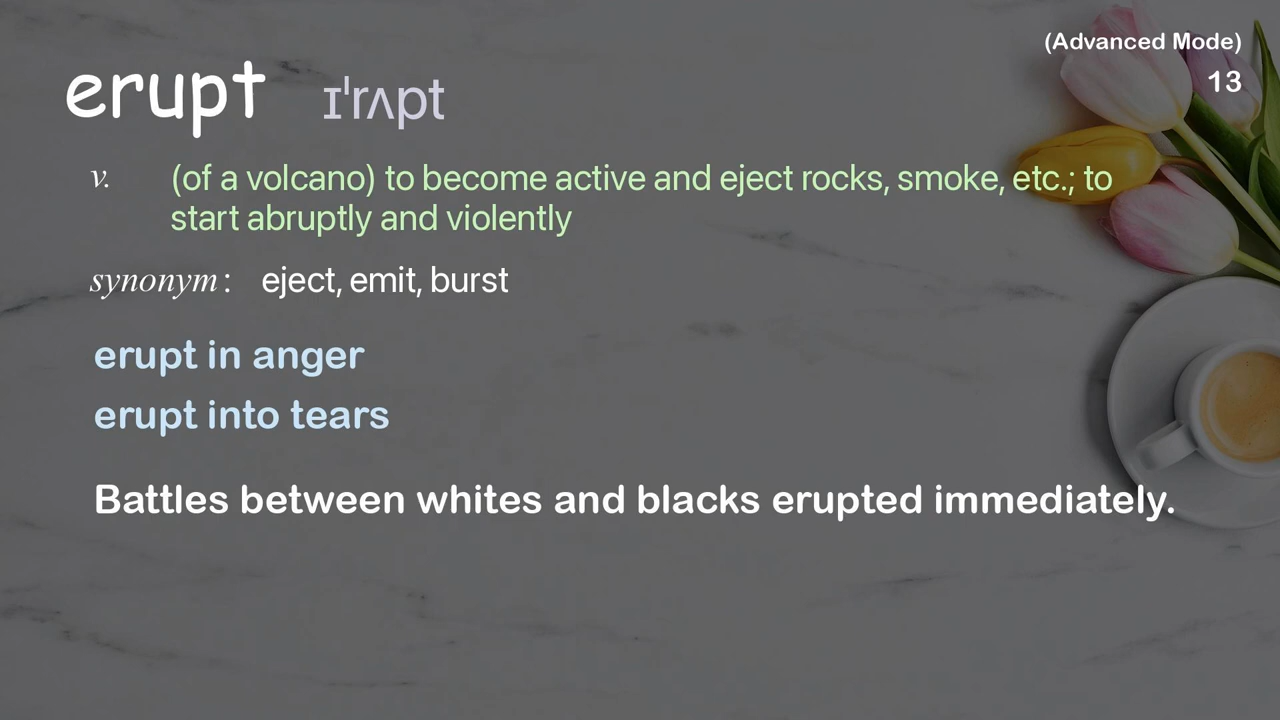 (Advanced Mode)
13
erupt ɪˈrʌpt
v. (of a volcano) to become active and eject rocks, smoke, etc.; to
start abruptly and violently
synonym: eject, emit, burst
erupt in anger
erupt into tears
Battles between whites and blacks erupted immediately.